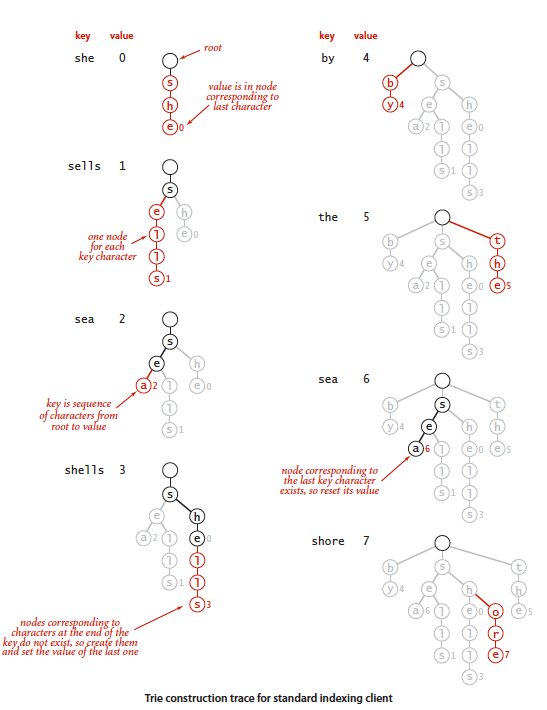 key value
she 0
root
s
h
e 0
value is in node
corresponding to
last character
sells 1
s
e h
l e 0
l
s 1
one node
for each
key character
sea 2
s
e h
a 2 l e 0
l
s 1
key is sequence
of characters from
root to value
shells 3
s
e h
a 2 l e 0
l l
s 1 l
s 3
nodes corresponding to
characters at the end of the
key do not exist, so create them
and set the value of the last one
key value
by 4
b s
y 4 e h
a 2 l e 0
l l
s 1 l
s 3
the 5
b s t
y 4 e h h
a 2 l e 0 e 5
l l
s 1 l
s 3
sea 6
b s t
y 4 e h h
a 6 l e 0 e 5
l l
s 1 l
s 3
node corresponding to
the last key character
exists, so reset its value
shore 7
b s t
y 4 e h h
a 6 l e 0 o e 5
l l r
s 1 l e 7
s 3
Trie construction trace for standard indexing client